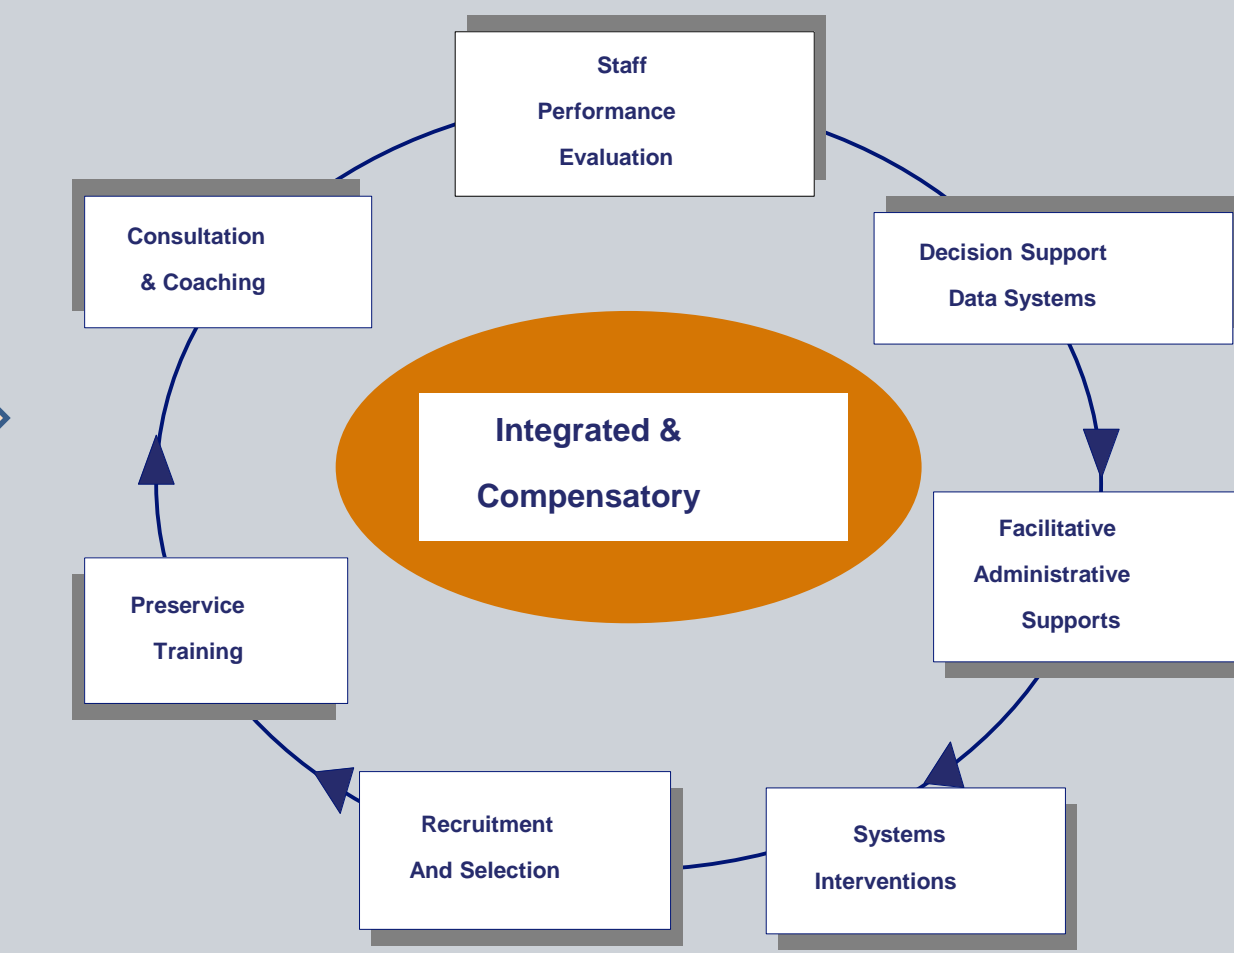 Staff
Performance
Evaluation
Consultation
& Coaching
Decision Support
Data Systems
Integrated &
Compensatory
Facilitative
Administrative
Supports
Preservice
Training
Recruitment
And Selection
Systems
Interventions